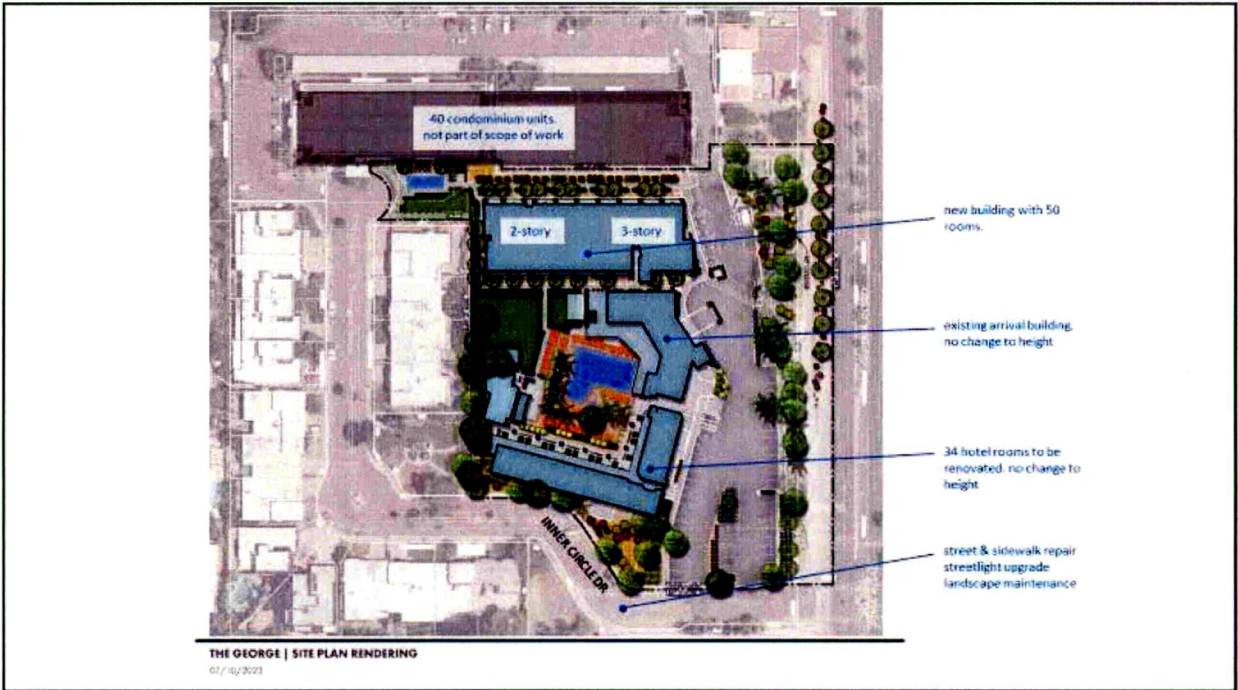 40 condominium units.
not part of scope of work
2-story
3-story
new building with 50
rooms.
existing arrival building.
no change to height
34 hotel rooms to be
renovated. no change to
height
INNER CIRCLE DR
street & sidewalk repair
streetlight upgrade
landscape maintenance
THE GEORGE | SITE PLAN RENDERING